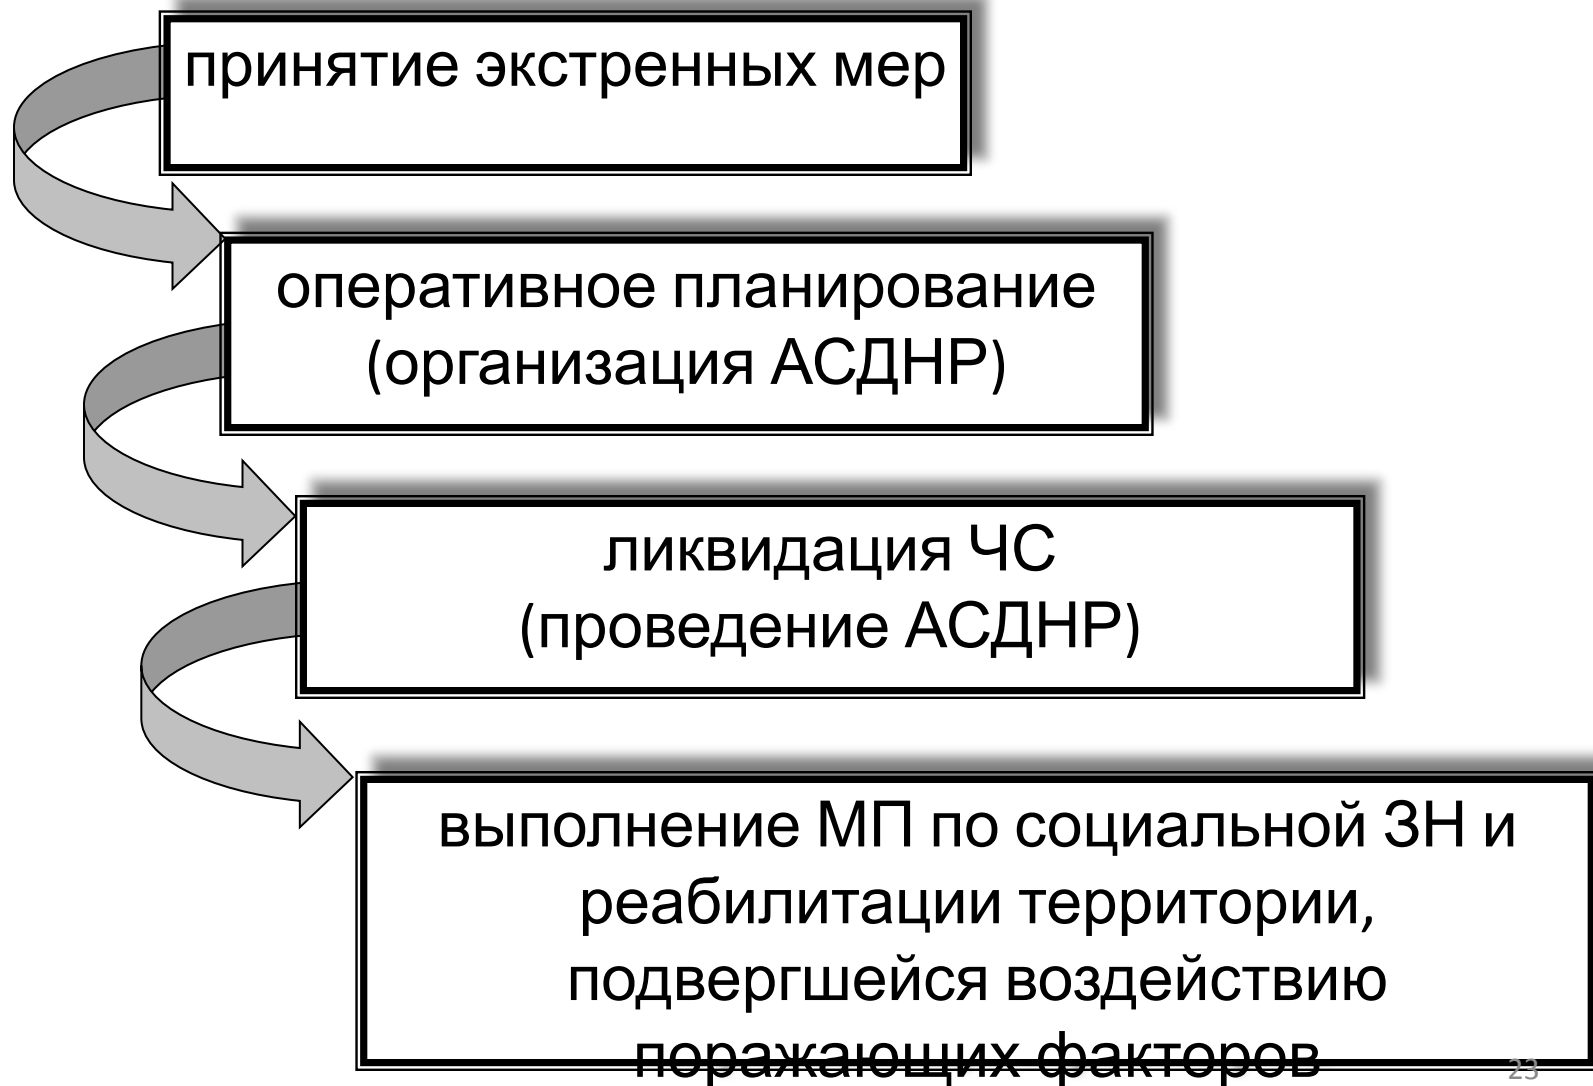 принятие экстренных мер
оперативное планирование
(организация АСДНР)
ликвидация ЧС
(проведение АСДНР)
выполнение МП по социальной ЗН и
реабилитации территории,
подвергшейся воздействию
поражающих факторов
23